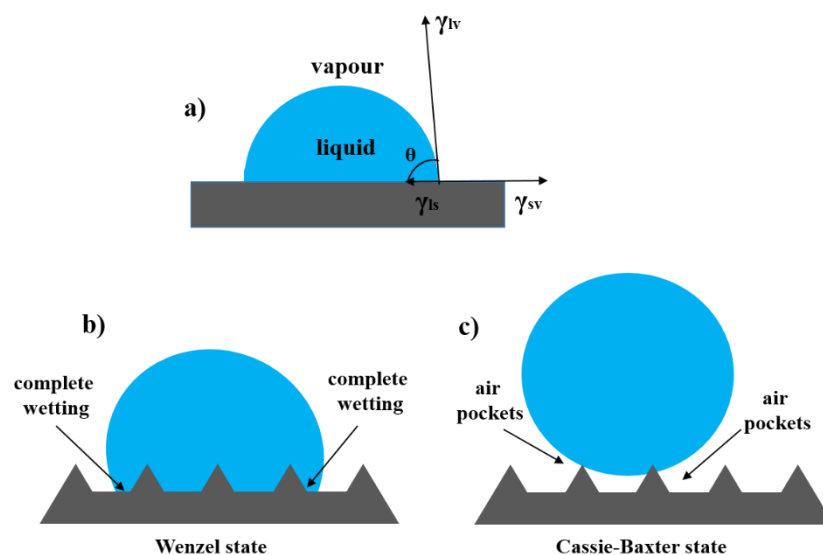 γlv
vapour
a)
liquid
θ
γls
γsv
b)
c)
complete
wetting
complete
wetting
air
pockets
air
pockets
Wenzel state
Cassie-Baxter state